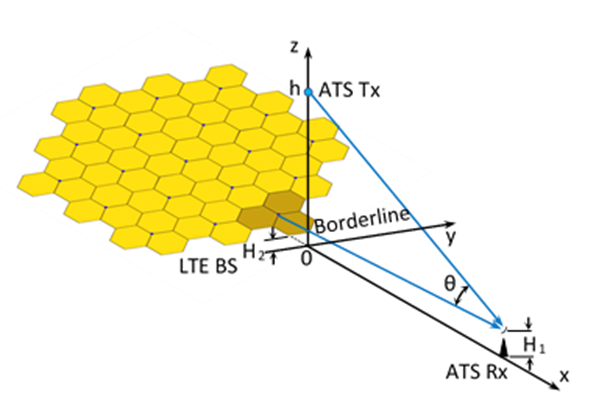 z
h ATS Tx
Borderline
y
H2
LTE BS
0
θ
H1
ATS Rx
x